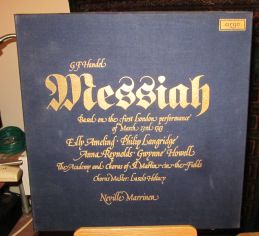 argo
G F Handel
Messiah
Based on the first London performance
of March 23rd 1743
Elly Ameling Philip Langridge
Anna Reynolds Gwynne Howell
The Academy and Chorus of St. Martin-in-the-Fields
Chorus Master: Laszlo Heltay
Neville Marriner